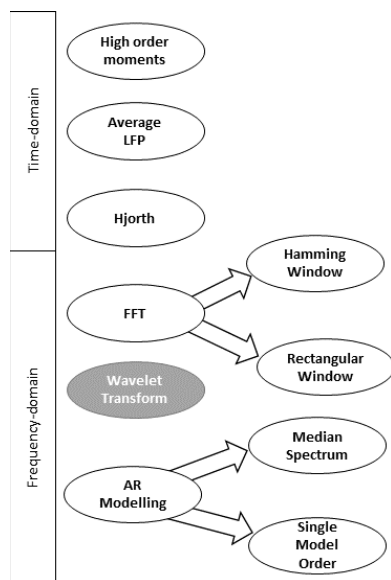 Time-domain
High order
moments
Average
LFP
Hjorth
Frequency-domain
FFT
Hamming
Window
Rectangular
Window
Wavelet
Transform
AR
Modelling
Median
Spectrum
Single
Model
Order